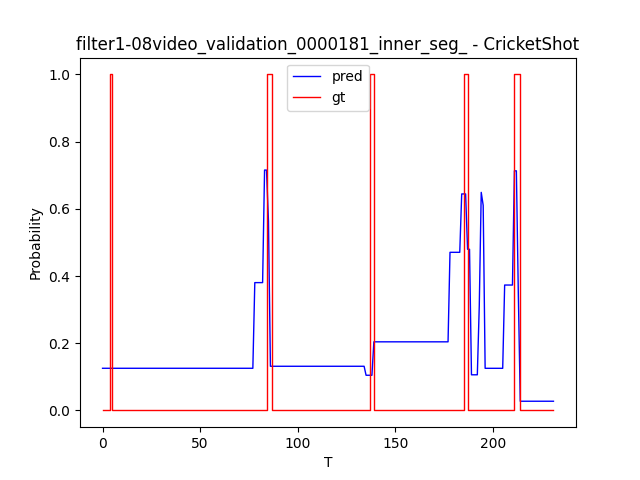 filter1-08video_validation_0000181_inner_seg_ - CricketShot
pred
gt
1.0
0.8
0.6
0.4
0.2
0.0
Probability
0
50
100
150
200
T